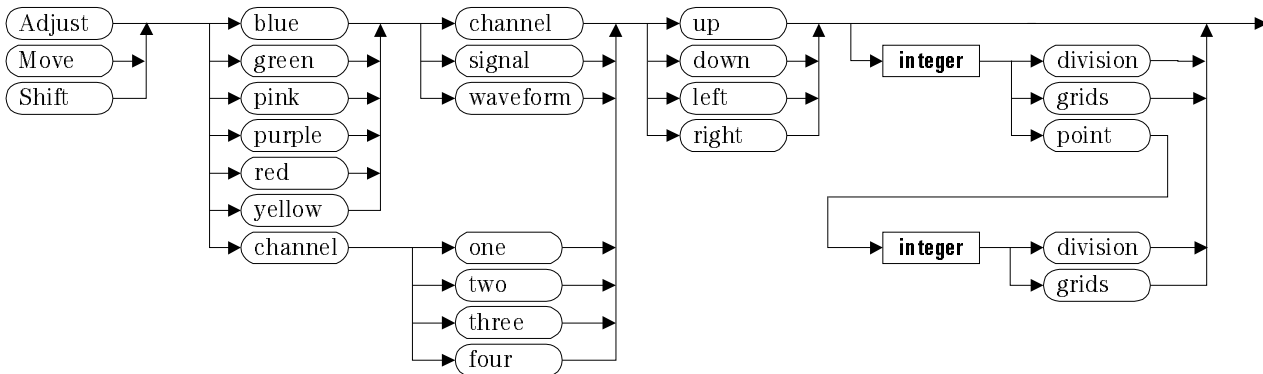 Adjust blue channel up
Move green signal down integer division
Shift pink waveform left grids
purple right point
red
yellow
channel one integer division
two grids
three
four